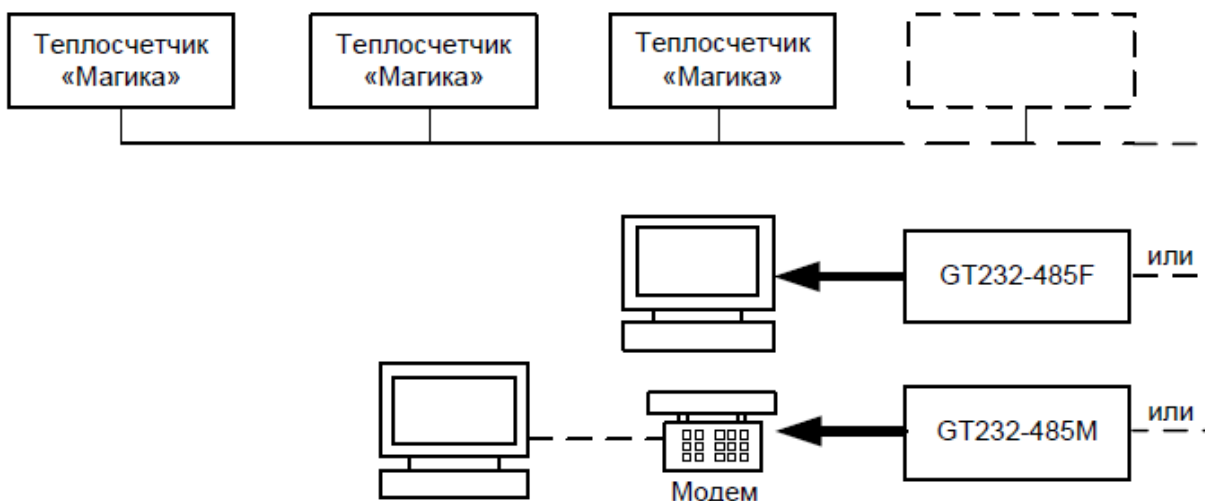 Теплосчетчик
«Магика»
Теплосчетчик
«Магика»
Теплосчетчик
«Магика»
GT232-485F
или
GT232-485M
или
Модем